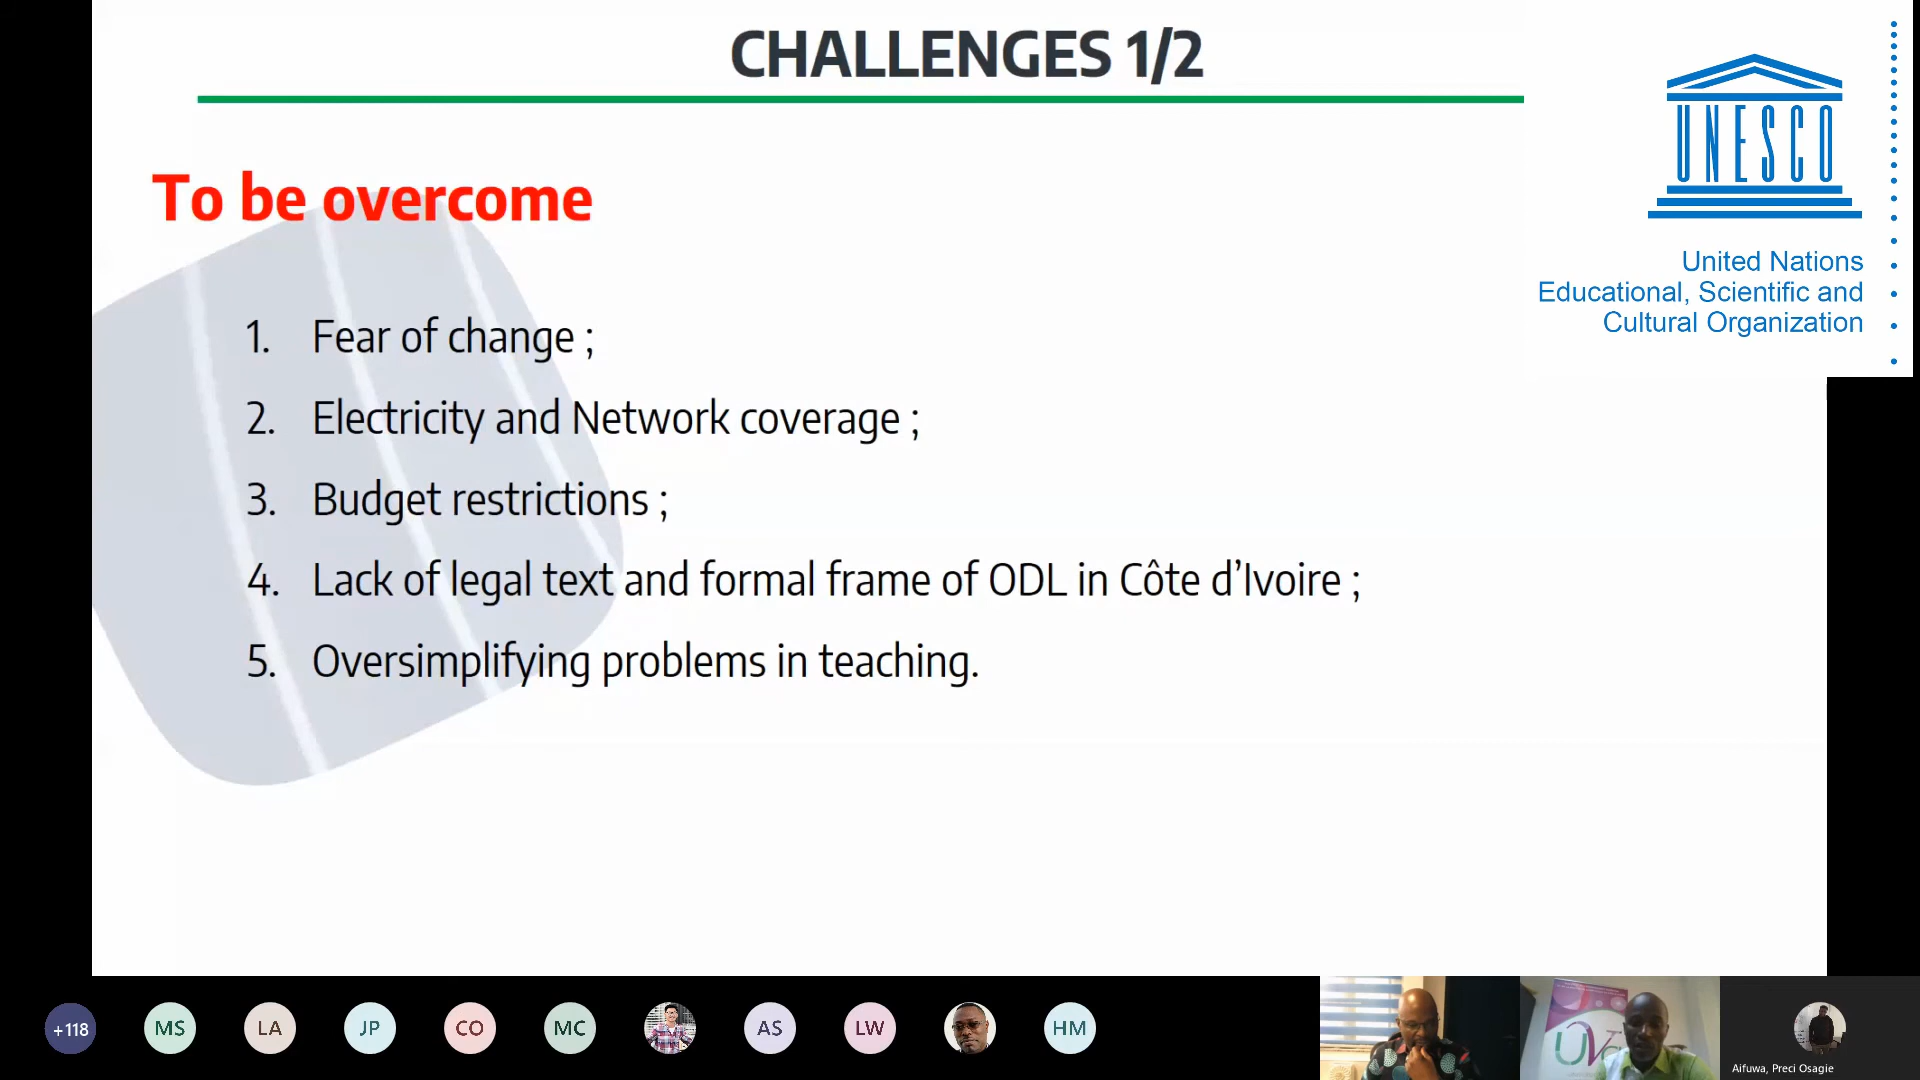 CHALLENGES 1/2
UNESCO
United Nations
Educational, Scientific and
Cultural Organization
To be overcome
1. Fear of change ;
2. Electricity and Network coverage ;
3. Budget restrictions ;
4. Lack of legal text and formal frame of ODL in Côte d’Ivoire ;
5. Oversimplifying problems in teaching.
+118
MS
LA
JP
CO
MC
AS
LW
HM
Aifuwa, Preci Osagie